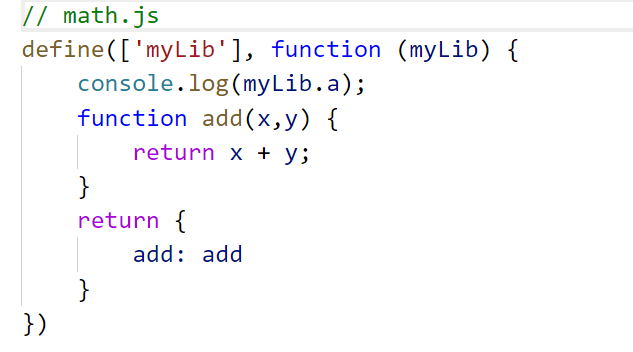 // math.js
define(['myLib'], function (myLib) {
    console.log(myLib.a);
    function add(x,y) {
        return x + y;
    }
    return {
        add: add
    }
})